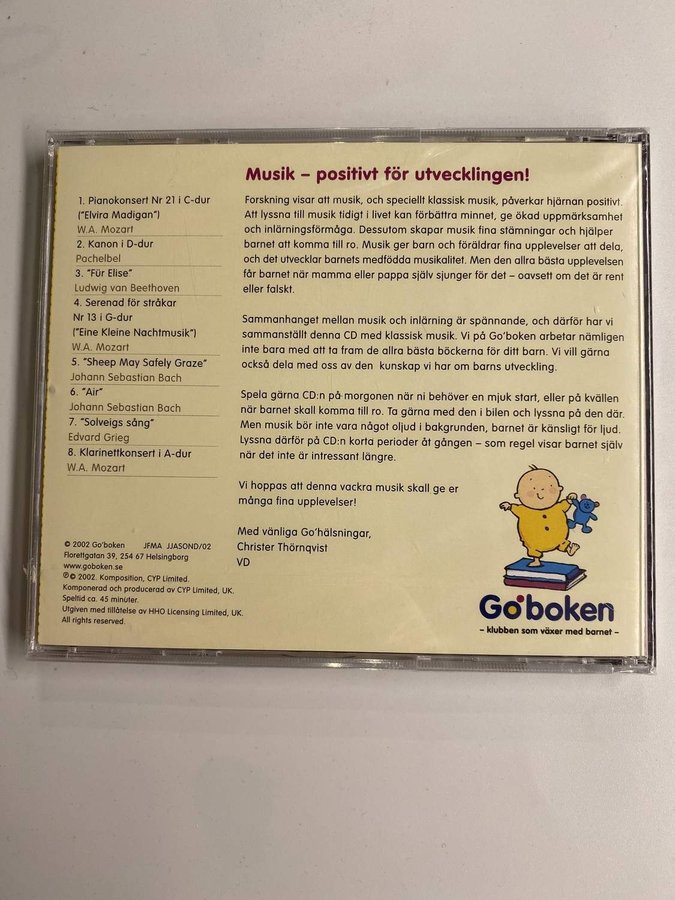 1. Pianokonsert Nr 21 i C-dur
("Elvira Madigan")
W.A. Mozart
2. Kanon i D-dur
Pachelbel
3. "Für Elise"
Ludwig van Beethoven
4. Serenad för stråkar
Nr 13 i G-dur
("Eine Kleine Nachtmusik")
W.A. Mozart
5. "Sheep May Safely Graze"
Johann Sebastian Bach
6. "Air"
Johann Sebastian Bach
7. "Solveigs sång"
Edvard Grieg
8. Klarinettkonsert i A-dur
W.A. Mozart
Musik – positivt för utvecklingen!
Forskning visar att musik, och speciellt klassisk musik, påverkar hjärnan positivt.
Att lyssna till musik tidigt i livet kan förbättra minnet, ge ökad uppmärksamhet
och inlärningsförmåga. Dessutom skapar musik fina stämningar och hjälper
barnet att komma till ro. Musik ger barn och föräldrar fina upplevelser att dela,
och det utvecklar barnets medfödda musikalitet. Men den allra bästa upplevelsen
får barnet när mamma eller pappa själv sjunger för det – oavsett om det är rent
eller falskt.
Sammanhanget mellan musik och inlärning är spännande, och därför har vi
sammanställt denna CD med klassisk musik. Vi på Go'boken arbetar nämligen
inte bara med att ta fram de allra bästa böckerna för ditt barn. Vi vill gärna
också dela med oss av den kunskap vi har om barns utveckling.
Spela gärna CD:n på morgonen när ni behöver en mjuk start, eller på kvällen
när barnet skall komma till ro. Ta gärna med den i bilen och lyssna på den där.
Men musik bör inte vara något oljud i bakgrunden, barnet är känsligt för ljud.
Lyssna därför på CD:n korta perioder åt gången – som regel visar barnet själv
när det inte är intressant längre.
Vi hoppas att denna vackra musik skall ge er
många fina upplevelser!
Med vänliga Go'hälsningar,
Christer Thörnqvist
VD
© 2002 Go'boken JFMA JJASOND/02
Florettgatan 39, 254 67 Helsingborg
www.goboken.se
℗© 2002. Komposition, CYP Limited.
Komponerad och producerad av CYP Limited, UK.
Speltid ca. 45 minuter.
Utgiven med tillåtelse av HHO Licensing Limited, UK.
All rights reserved.
Go'boken
– klubben som växer med barnet –